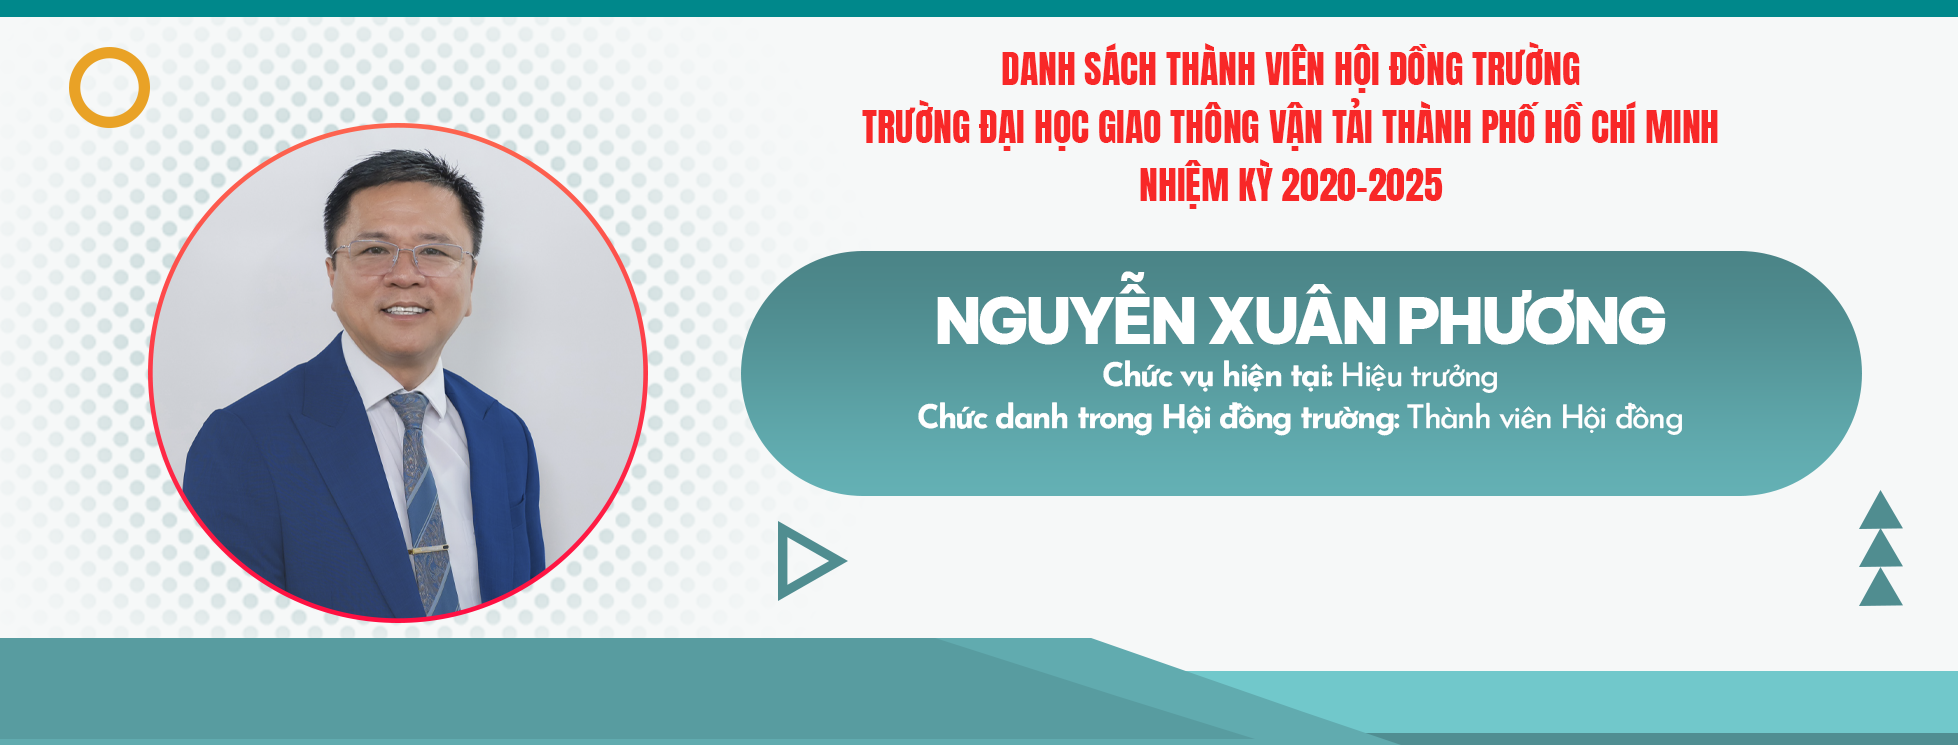 DANH SÁCH THÀNH VIÊN HỘI ĐỒNG TRƯỜNG
TRƯỜNG ĐẠI HỌC GIAO THÔNG VẬN TẢI THÀNH PHỐ HỒ CHÍ MINH
NHIỆM KỲ 2020-2025
NGUYỄN XUÂN PHƯƠNG
Chức vụ hiện tại: Hiệu trưởng
Chức danh trong Hội đồng trường: Thành viên Hội đồng